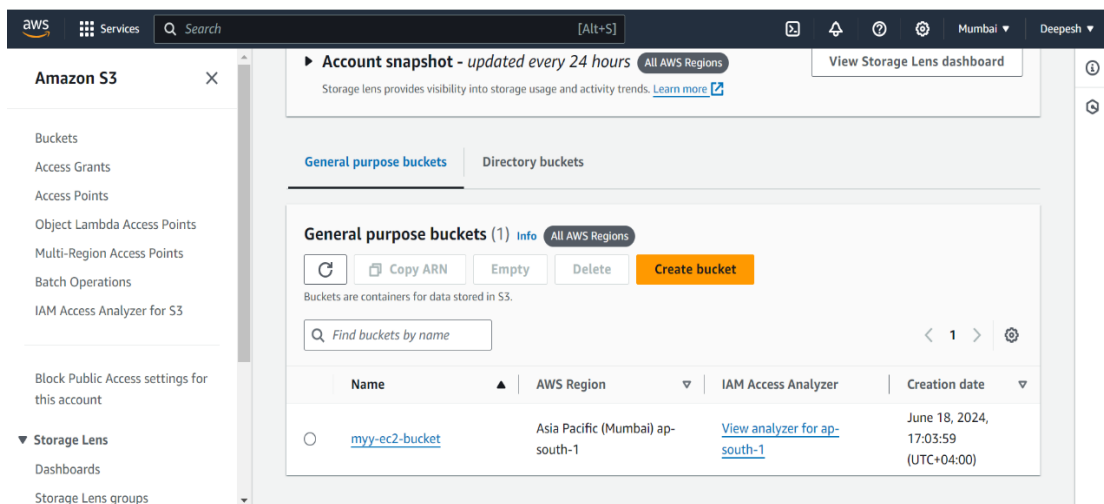 aws Services Search [Alt+S] Mumbai ▼ Deepesh ▼
Amazon S3
Buckets
Access Grants
Access Points
Object Lambda Access Points
Multi-Region Access Points
Batch Operations
IAM Access Analyzer for S3
Block Public Access settings for
this account
▼ Storage Lens
Dashboards
Storage Lens groups
▶ Account snapshot - updated every 24 hours All AWS Regions
View Storage Lens dashboard
Storage lens provides visibility into storage usage and activity trends. Learn more
General purpose buckets Directory buckets
General purpose buckets (1) Info All AWS Regions
Copy ARN Empty Delete Create bucket
Buckets are containers for data stored in S3.
Find buckets by name
1
Name AWS Region IAM Access Analyzer Creation date
myy-ec2-bucket
Asia Pacific (Mumbai) ap-
south-1
View analyzer for ap-
south-1
June 18, 2024,
17:03:59
(UTC+04:00)